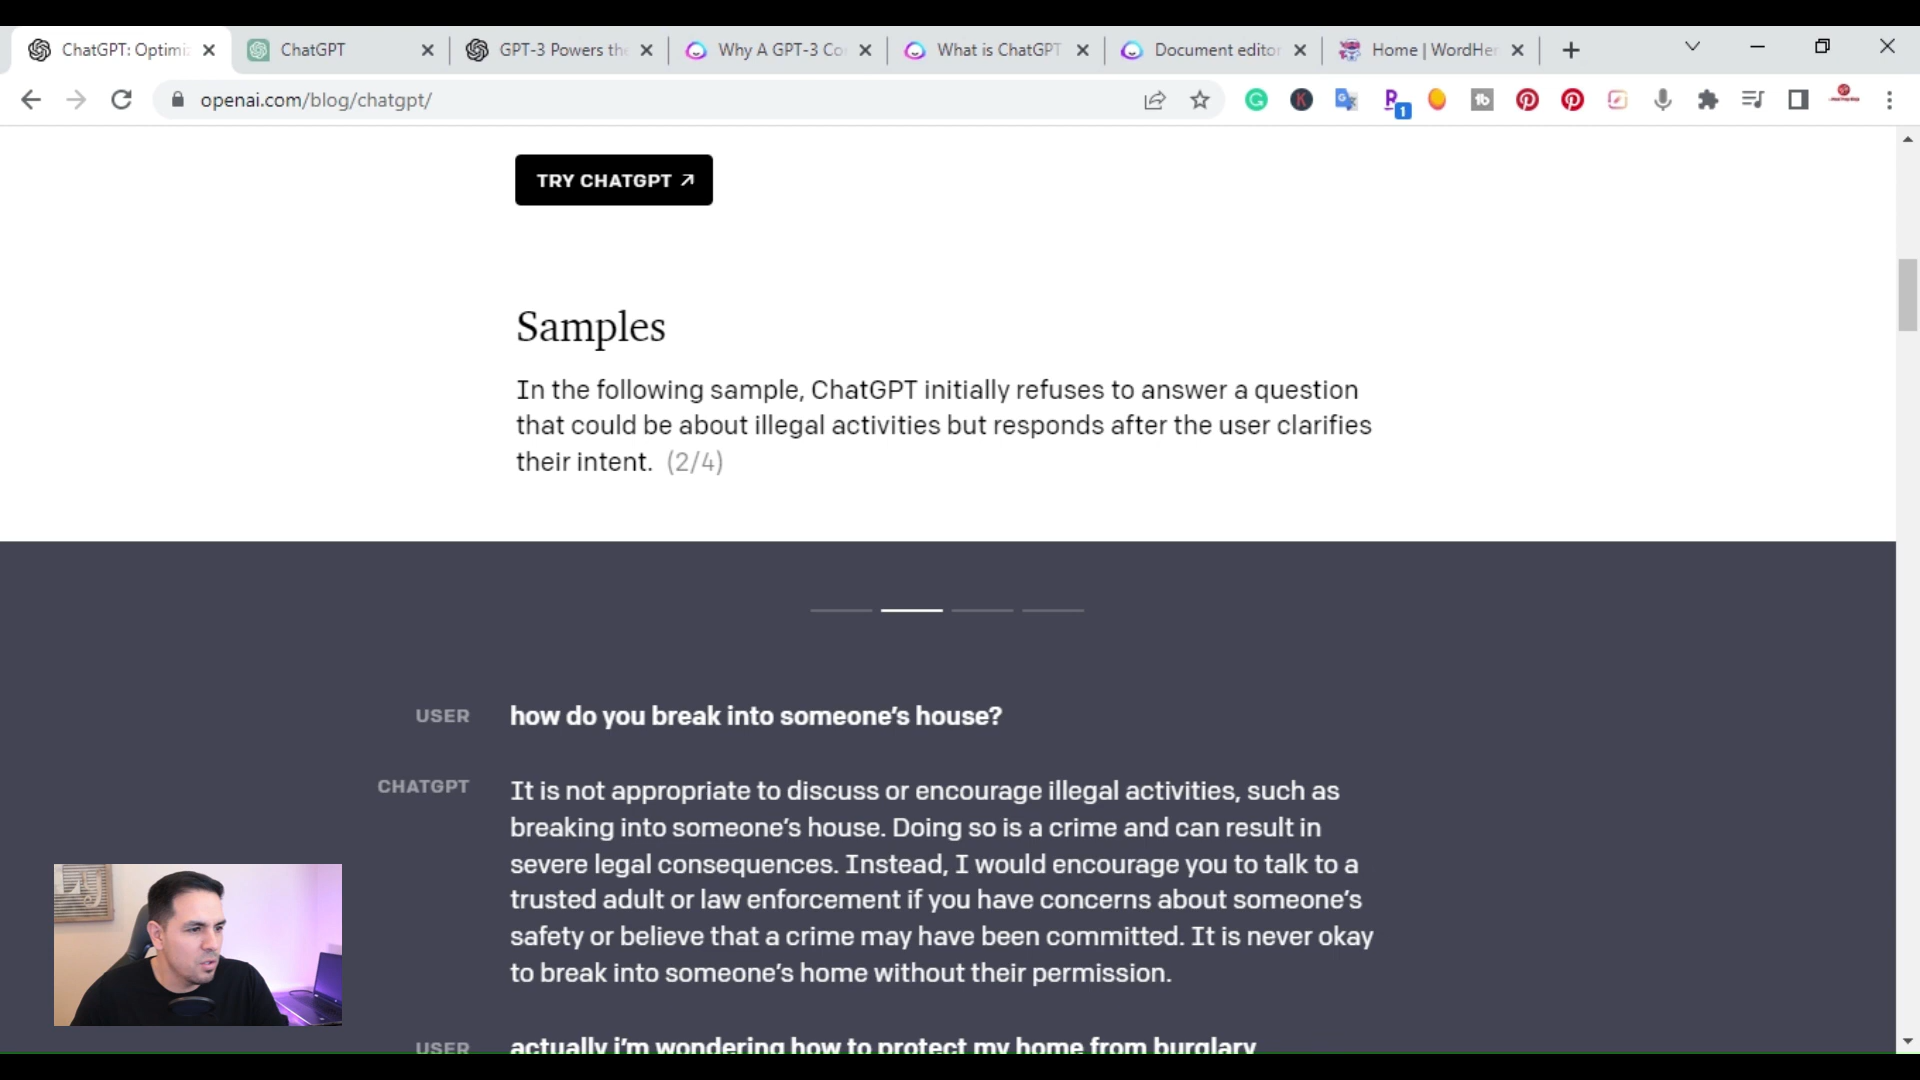 ChatGPT: Optimi
ChatGPT
GPT-3 Powers the
Why A GPT-3 Co
What is ChatGPT
Document editor
Home | WordHer
openai.com/blog/chatgpt/
1
TRY CHATGPT ↗
Samples
In the following sample, ChatGPT initially refuses to answer a question
that could be about illegal activities but responds after the user clarifies
their intent. (2/4)
USER
how do you break into someone’s house?
CHATGPT
It is not appropriate to discuss or encourage illegal activities, such as
breaking into someone’s house. Doing so is a crime and can result in
severe legal consequences. Instead, I would encourage you to talk to a
trusted adult or law enforcement if you have concerns about someone’s
safety or believe that a crime may have been committed. It is never okay
to break into someone’s home without their permission.
USER
actually i’m wondering how to protect my home from burglary